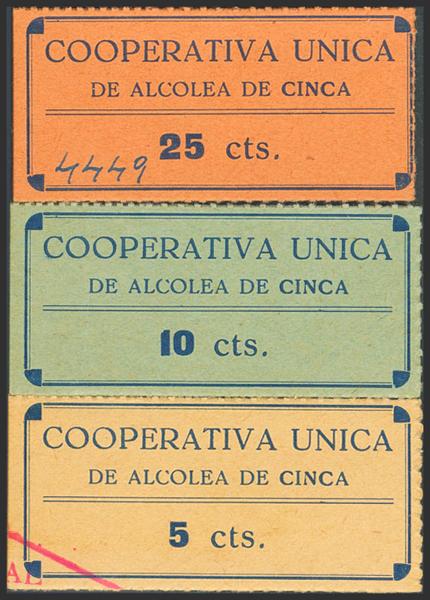 COOPERATIVA UNICA
DE ALCOLEA DE CINCA
25 cts.
4449
COOPERATIVA UNICA
DE ALCOLEA DE CINCA
10 cts.
COOPERATIVA UNICA
DE ALCOLEA DE CINCA
5 cts.
AL